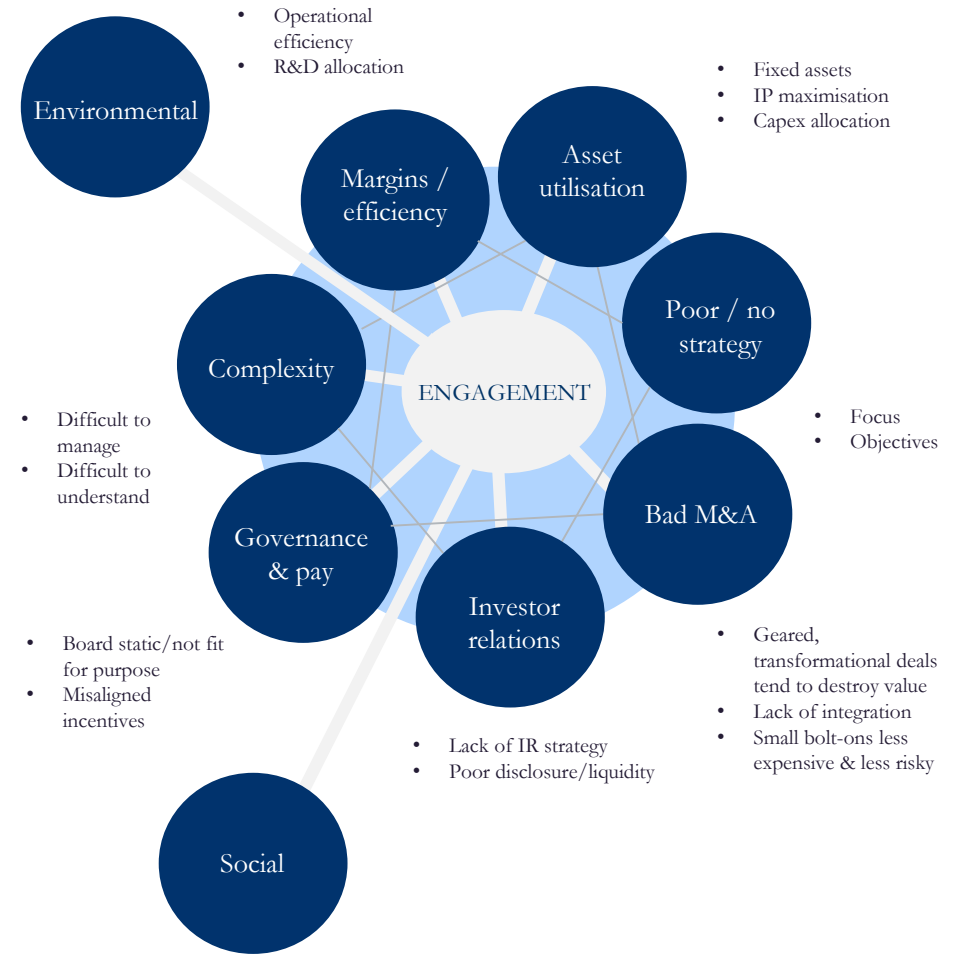 • Operational
efficiency
• R&D allocation
Environmental
• Fixed assets
• IP maximisation
• Capex allocation
Margins /
efficiency
Asset
utilisation
Poor / no
strategy
Complexity
ENGAGEMENT
• Difficult to
manage
• Difficult to
understand
• Focus
• Objectives
Governance
& pay
Bad M&A
Investor
relations
• Board static/not fit
for purpose
• Misaligned
incentives
• Geared,
transformational deals
tend to destroy value
• Lack of integration
• Small bolt-ons less
expensive & less risky
• Lack of IR strategy
• Poor disclosure/liquidity
Social